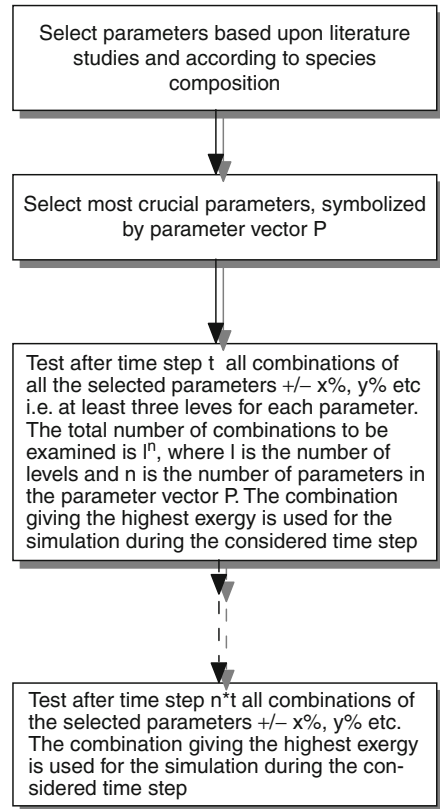 Select parameters based upon literature
studies and according to species
composition
Select most crucial parameters, symbolized
by parameter vector P
Test after time step t all combinations of
all the selected parameters +/− x%, y% etc
i.e. at least three leves for each parameter.
The total number of combinations to be
examined is lⁿ, where l is the number of
levels and n is the number of parameters in
the parameter vector P. The combination
giving the highest exergy is used for the
simulation during the considered time step
Test after time step n*t all combinations of
the selected parameters +/− x%, y% etc.
The combination giving the highest exergy
is used for the simulation during the con-
sidered time step